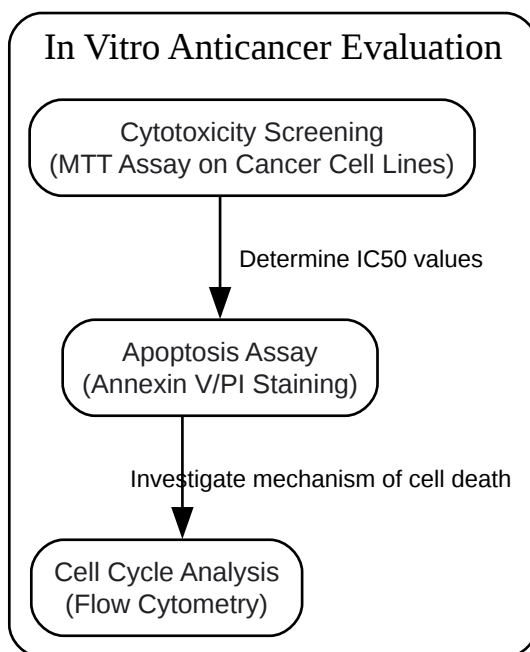 In Vitro Anticancer Evaluation
Cytotoxicity Screening
(MTT Assay on Cancer Cell Lines)
Determine IC50 values
Apoptosis Assay
(Annexin V/PI Staining)
Investigate mechanism of cell death
Cell Cycle Analysis
(Flow Cytometry)